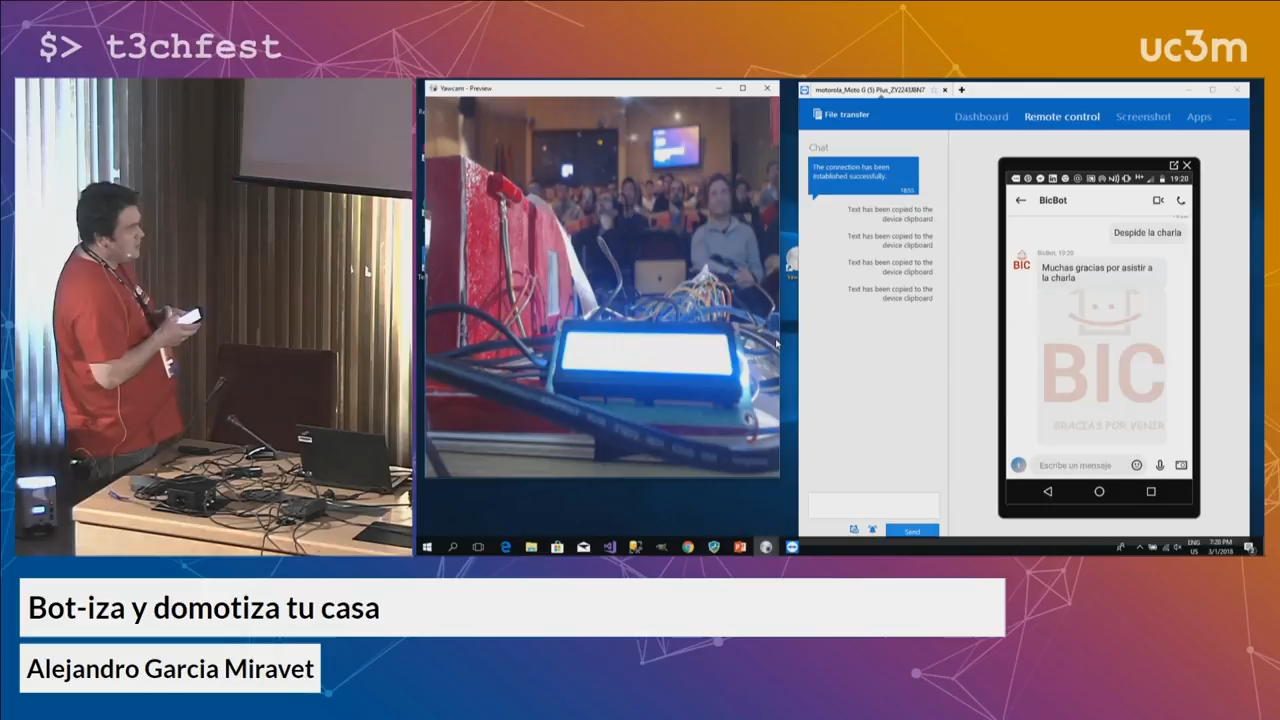 $> t3chfest
uc3m
Yawcam - Preview
motorola_Moto G (5) Plus_ZY2243JBN7
File transfer
Dashboard
Remote control
Screenshot
Apps
...
Chat
The connection has been
established successfully.
18:55
Text has been copied to the
device clipboard
Text has been copied to the
device clipboard
Text has been copied to the
device clipboard
Text has been copied to the
device clipboard
Send
19:20
BicBot
Despide la charla
BicBot, 19:20
BIC
Muchas gracias por asistir a
la charla
BIC
GRACIAS POR VENIR
Escribe un mensaje
ENG
US
7:20 PM
3/1/2018
Bot-iza y domotiza tu casa
Alejandro Garcia Miravet